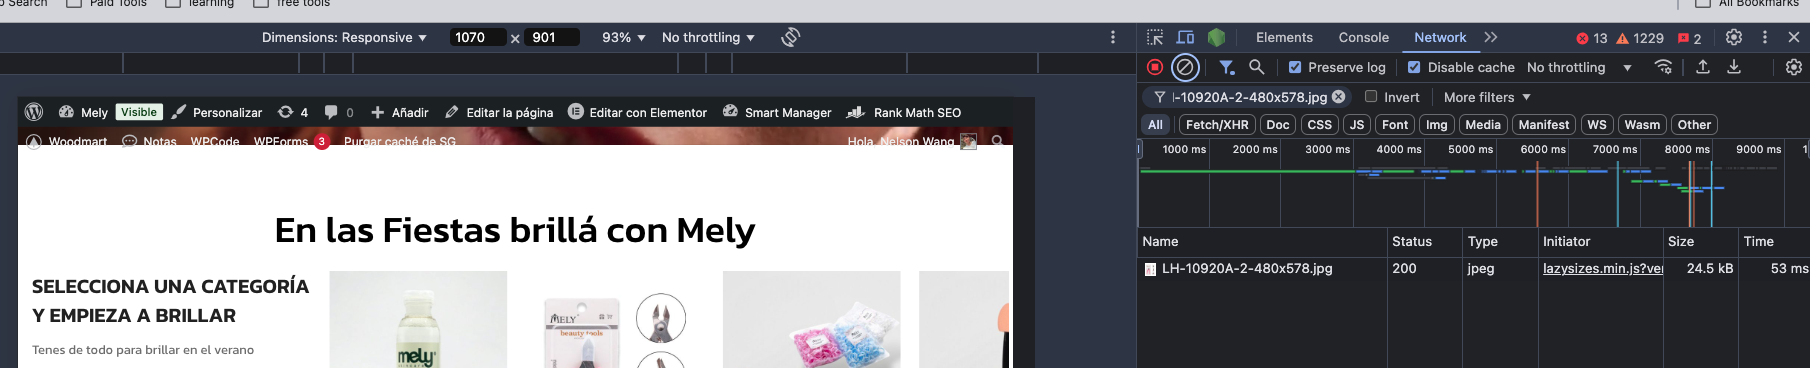 Search
Paid Tools
learning
free tools
All Bookmarks
Dimensions: Responsive
1070 × 901
93%
No throttling
Elements
Console
Network
13
1229
2
Preserve log
Disable cache
No throttling
-10920A-2-480x578.jpg
Invert
More filters
All
Fetch/XHR
Doc
CSS
JS
Font
Img
Media
Manifest
WS
Wasm
Other
1000 ms
2000 ms
3000 ms
4000 ms
5000 ms
6000 ms
7000 ms
8000 ms
9000 ms
Name
Status
Type
Initiator
Size
Time
LH-10920A-2-480x578.jpg
200
jpeg
lazysizes.min.js?ver
24.5 kB
53 ms
Mely
Visible
Personalizar
4
0
Añadir
Editar la página
Editar con Elementor
Smart Manager
Rank Math SEO
Woodmart
Notas
WPCode
WPForms 3
Purgar caché de SG
Hola, Nelson Wang
En las Fiestas brillá con Mely
SELECCIONA UNA CATEGORÍA
Y EMPIEZA A BRILLAR
Tenes de todo para brillar en el verano
mely
MELY
beauty tools